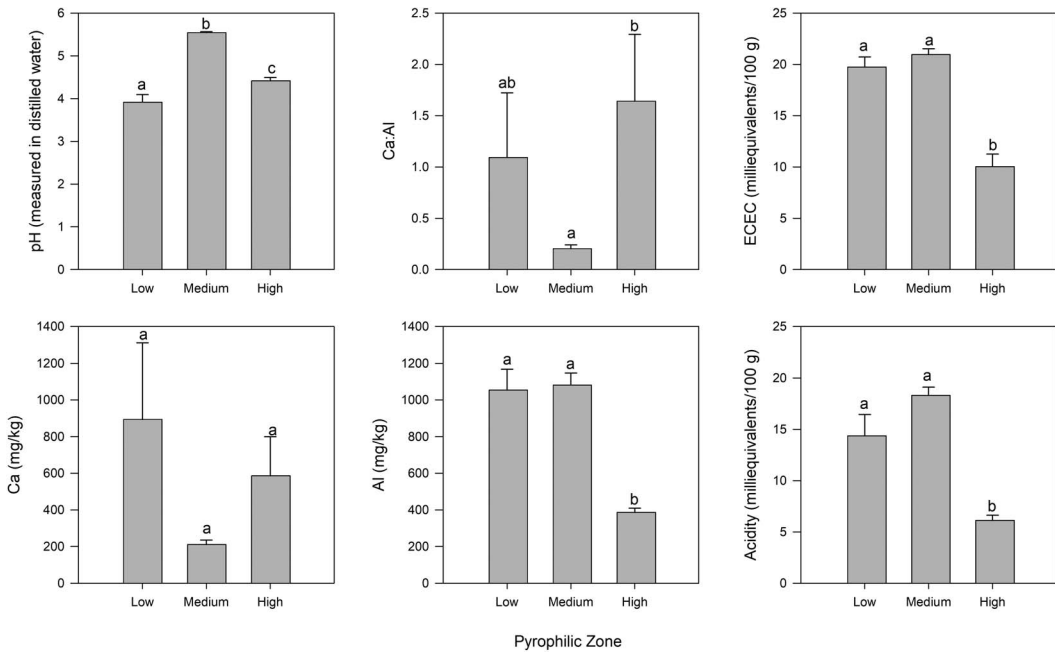 pH (measured in distilled water)
6
5
4
3
2
1
0
a
b
c
Low
Medium
High
Ca:Al
2.5
2.0
1.5
1.0
0.5
0.0
ab
a
b
Low
Medium
High
ECEC (milliequivalents/100 g)
25
20
15
10
5
0
a
a
b
Low
Medium
High
Ca (mg/kg)
1400
1200
1000
800
600
400
200
0
a
a
a
Low
Medium
High
Al (mg/kg)
1400
1200
1000
800
600
400
200
0
a
a
b
Low
Medium
High
Acidity (milliequivalents/100 g)
25
20
15
10
5
0
a
a
b
Low
Medium
High
Pyrophilic Zone